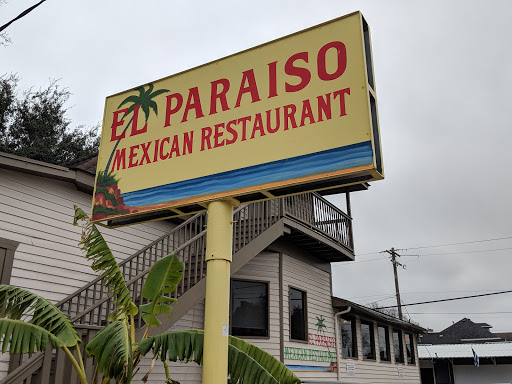 EL PARAISO
MEXICAN RESTAURANT